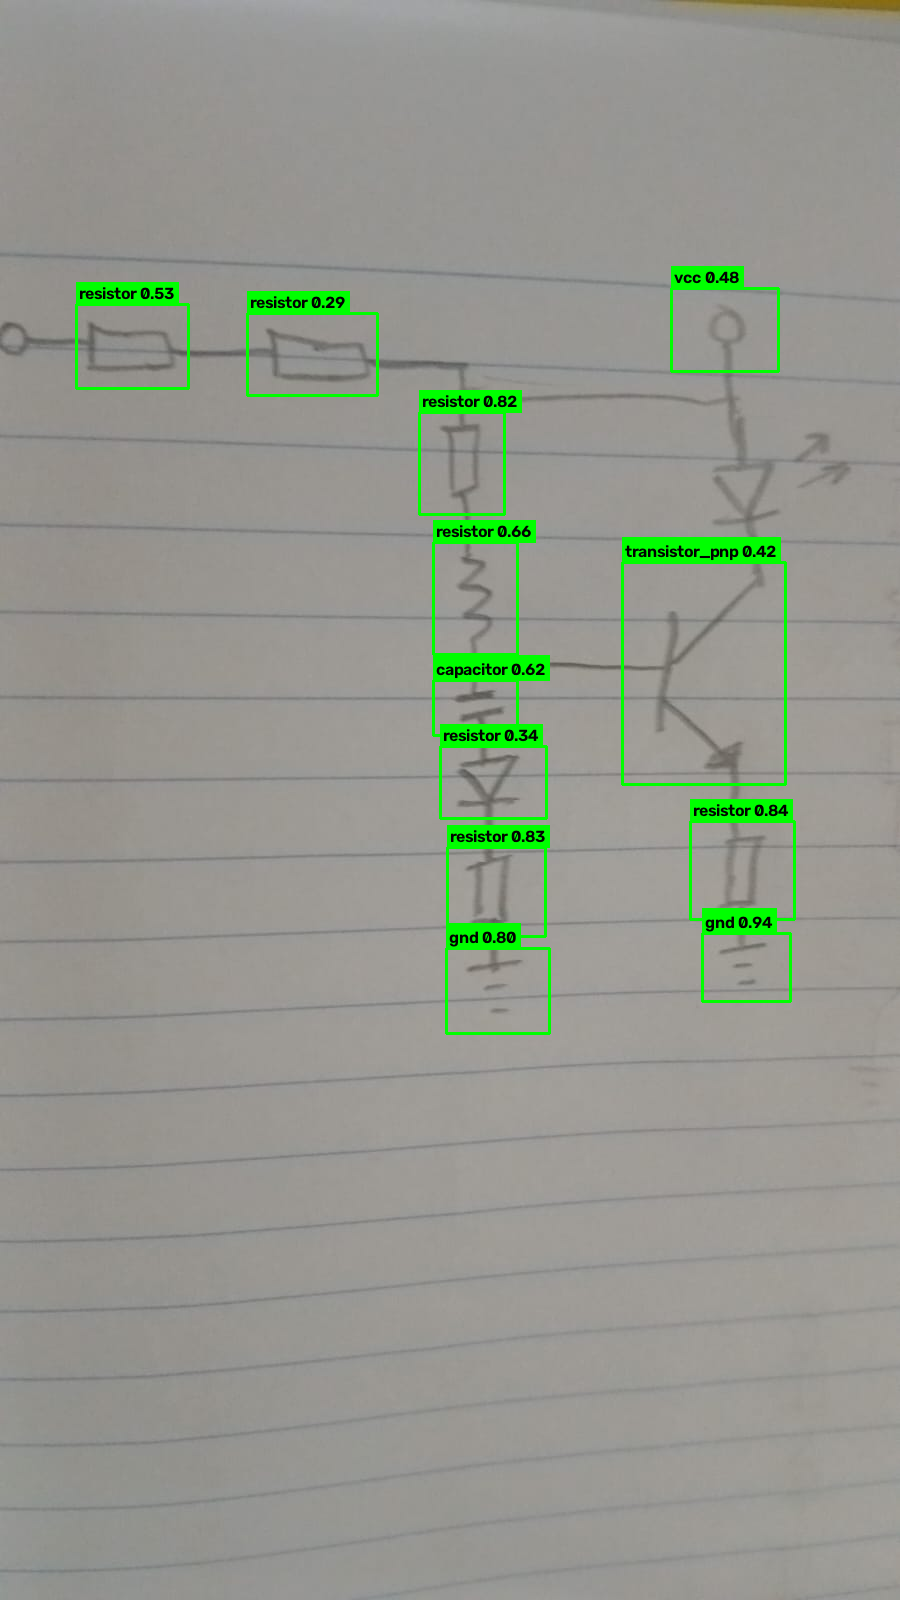 vcc 0.48
resistor 0.53
resistor 0.29
resistor 0.82
resistor 0.66
transistor_pnp 0.42
capacitor 0.62
resistor 0.34
resistor 0.84
resistor 0.83
gnd 0.94
gnd 0.80